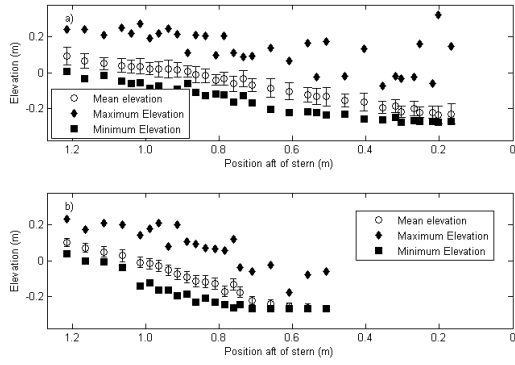 a)
Elevation (m)
0.2
0
-0.2
Mean elevation
Maximum Elevation
Minimum Elevation
1.2 1.0 0.8 0.6 0.4 0.2 0
Position aft of stern (m)
b)
Elevation (m)
0.2
0
-0.2
Mean elevation
Maximum Elevation
Minimum Elevation
1.2 1.0 0.8 0.6 0.4 0.2 0
Position aft of stern (m)